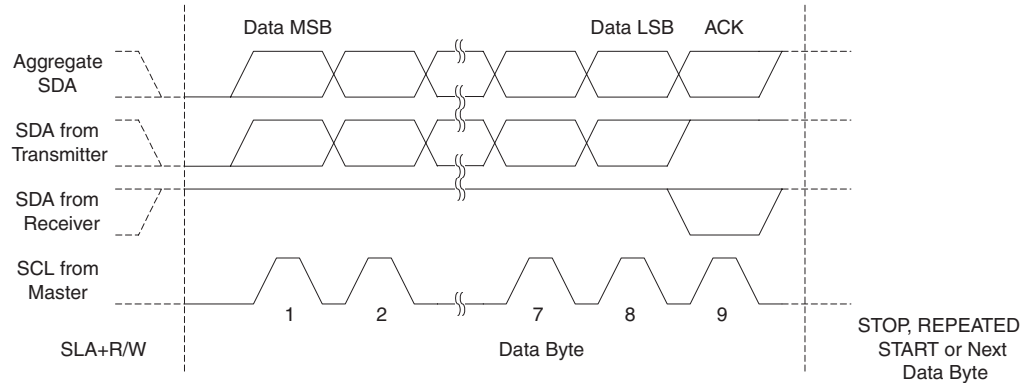 Data MSB
Data LSB
ACK
Aggregate
SDA
SDA from
Transmitter
SDA from
Receiver
SCL from
Master
1
2
7
8
9
SLA+R/W
Data Byte
STOP, REPEATED
START or Next
Data Byte